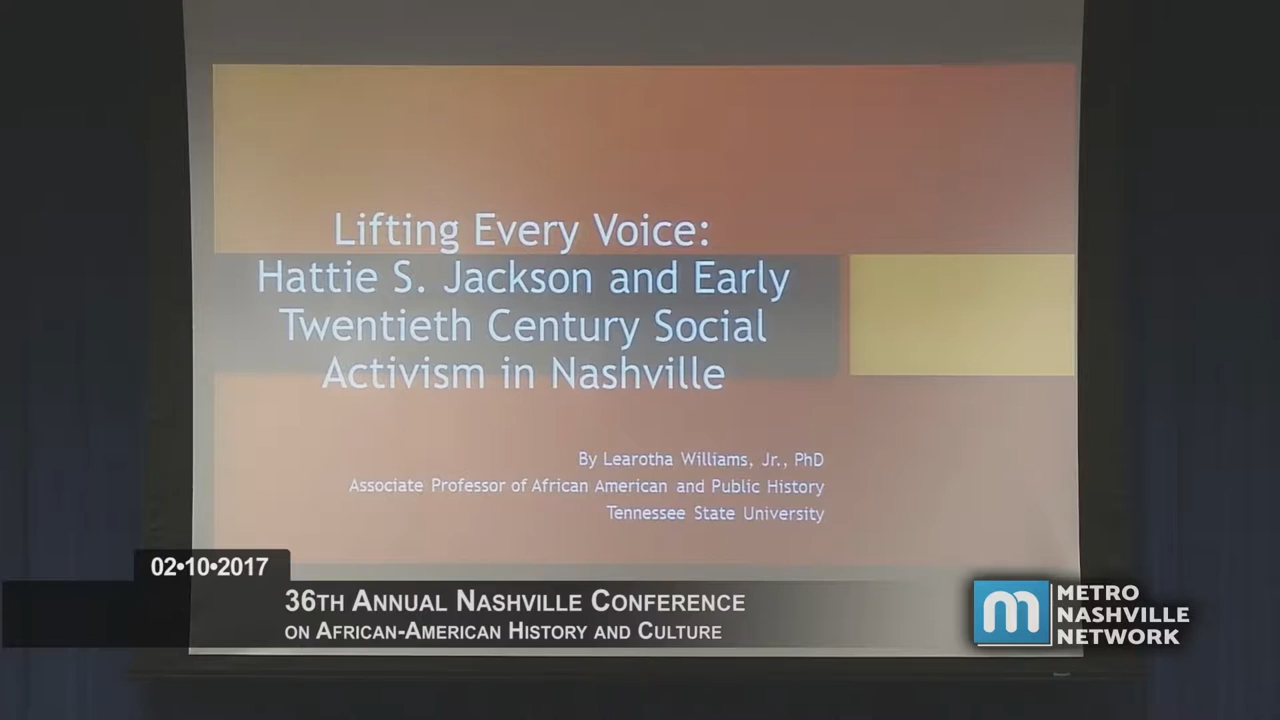 Lifting Every Voice:
Hattie S. Jackson and Early
Twentieth Century Social
Activism in Nashville
By Learotha Williams, Jr., PhD
Associate Professor of African American and Public History
Tennessee State University
02•10•2017
36TH ANNUAL NASHVILLE CONFERENCE
ON AFRICAN-AMERICAN HISTORY AND CULTURE
m
METRO
NASHVILLE
NETWORK